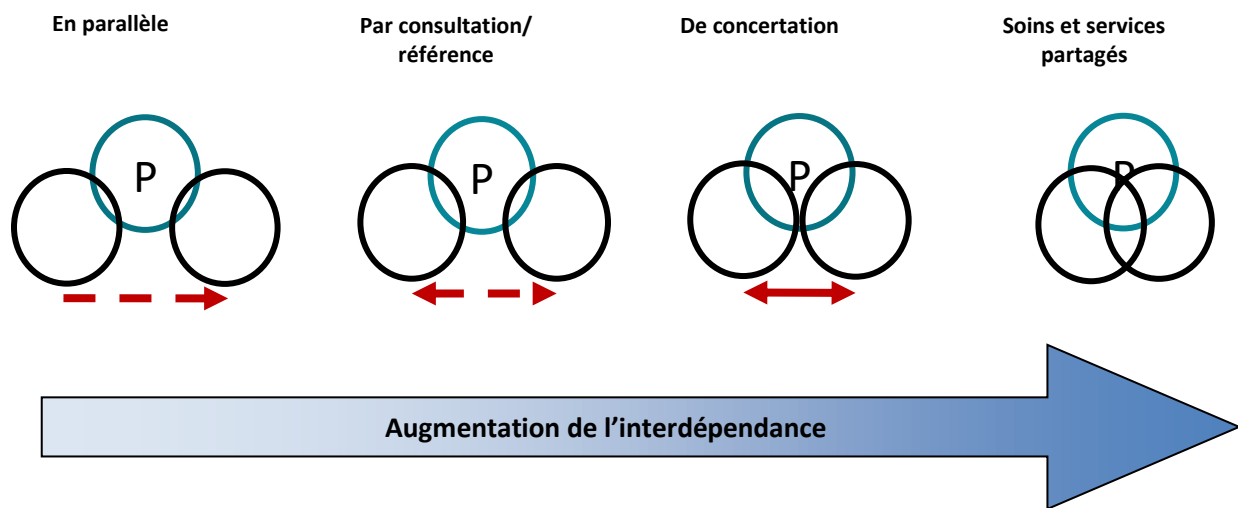 En parallèle
Par consultation/
référence
De concertation
Soins et services
partagés
P
P
P
P
Augmentation de l'interdépendance